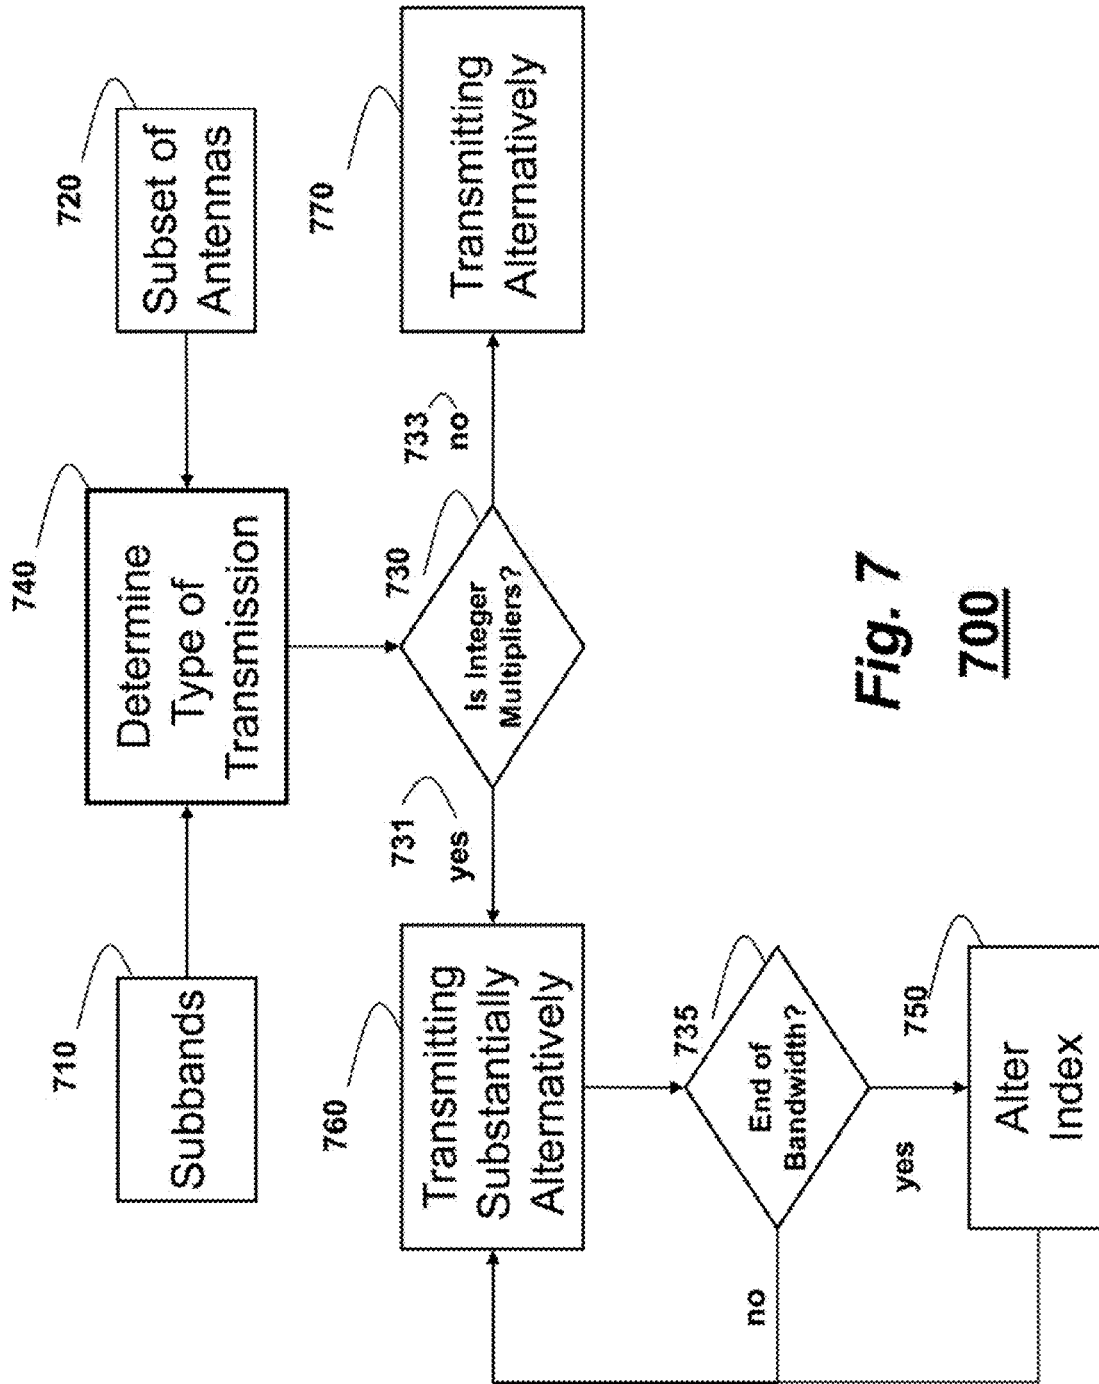 710
Subbands
740
Determine
Type of
Transmission
720
Subset of
Antennas
760
Transmitting
Substantially
Alternatively
731
yes
730
Is Integer
Multipliers?
733
no
770
Transmitting
Alternatively
no
735
End of
Bandwidth?
yes
750
Alter
Index
Fig. 7
700